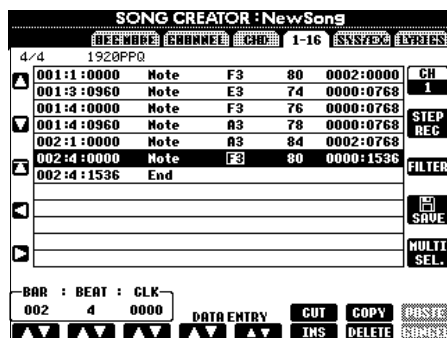 SONG CREATOR : NewSong
REC MODE CHANNEL CHD 1-16 SYS/EX. LYRICS
4/4 1920PPQ
001:1:0000 Note F3 80 0002:0000
001:3:0960 Note E3 74 0000:0768
001:4:0000 Note F3 76 0000:0768
001:4:0960 Note A3 78 0000:0768
002:1:0000 Note A3 84 0002:0768
002:4:0000 Note F3 80 0000:1536
002:4:1536 End
CH
1
STEP
REC
FILTER
SAVE
MULTI
SEL.
BAR : BEAT : CLK
002 4 0000
DATA ENTRY
CUT COPY PASTE
INS DELETE CANCEL